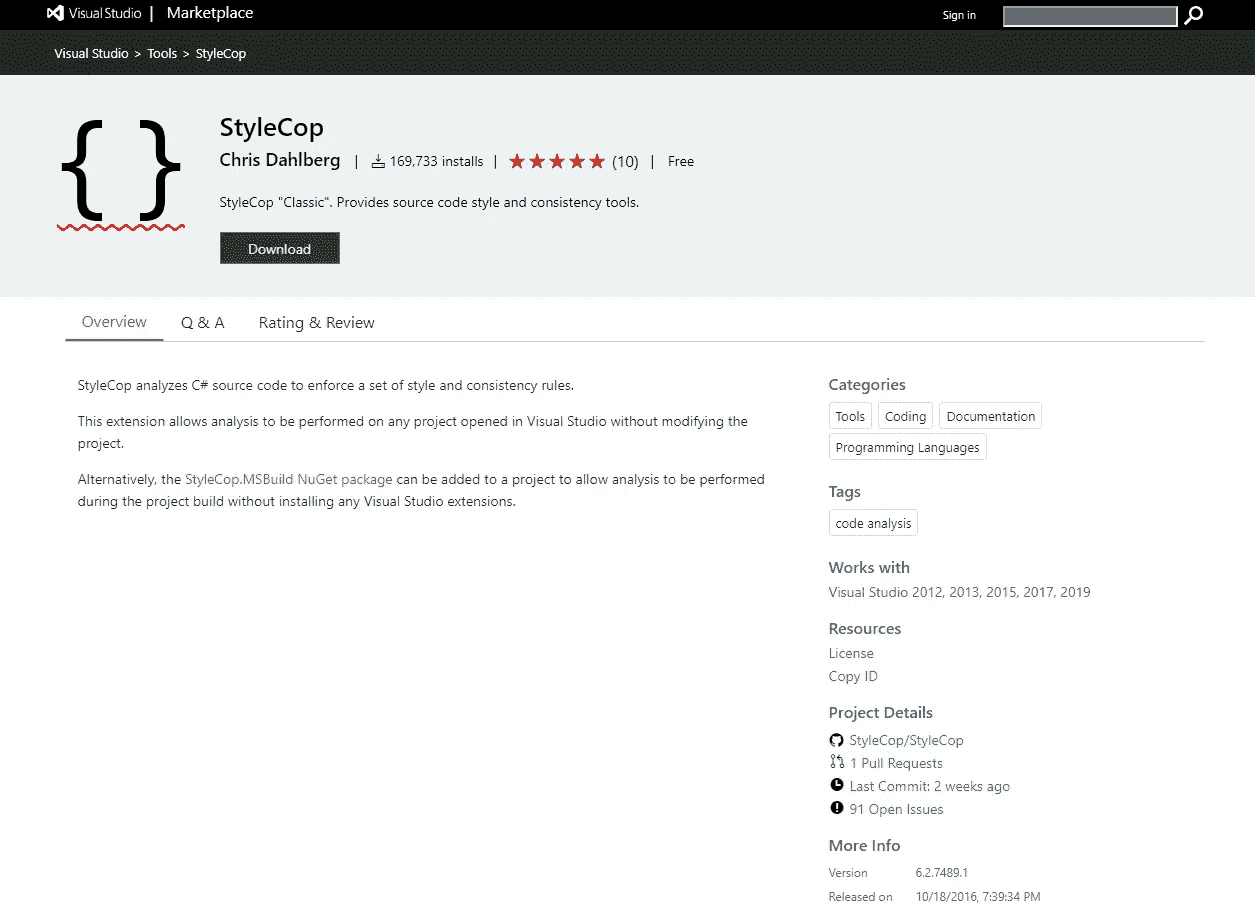 Visual Studio | Marketplace
Sign in
Visual Studio > Tools > StyleCop
{ }
StyleCop
Chris Dahlberg | 169,733 installs | ★★★★★ (10) | Free
StyleCop "Classic". Provides source code style and consistency tools.
Download
Overview Q & A Rating & Review
StyleCop analyzes C# source code to enforce a set of style and consistency rules.
This extension allows analysis to be performed on any project opened in Visual Studio without modifying the
project.
Alternatively, the StyleCop.MSBuild NuGet package can be added to a project to allow analysis to be performed
during the project build without installing any Visual Studio extensions.
Categories
Tools Coding Documentation
Programming Languages
Tags
code analysis
Works with
Visual Studio 2012, 2013, 2015, 2017, 2019
Resources
License
Copy ID
Project Details
StyleCop/StyleCop
1 Pull Requests
Last Commit: 2 weeks ago
91 Open Issues
More Info
Version 6.2.7489.1
Released on 10/18/2016, 7:39:34 PM